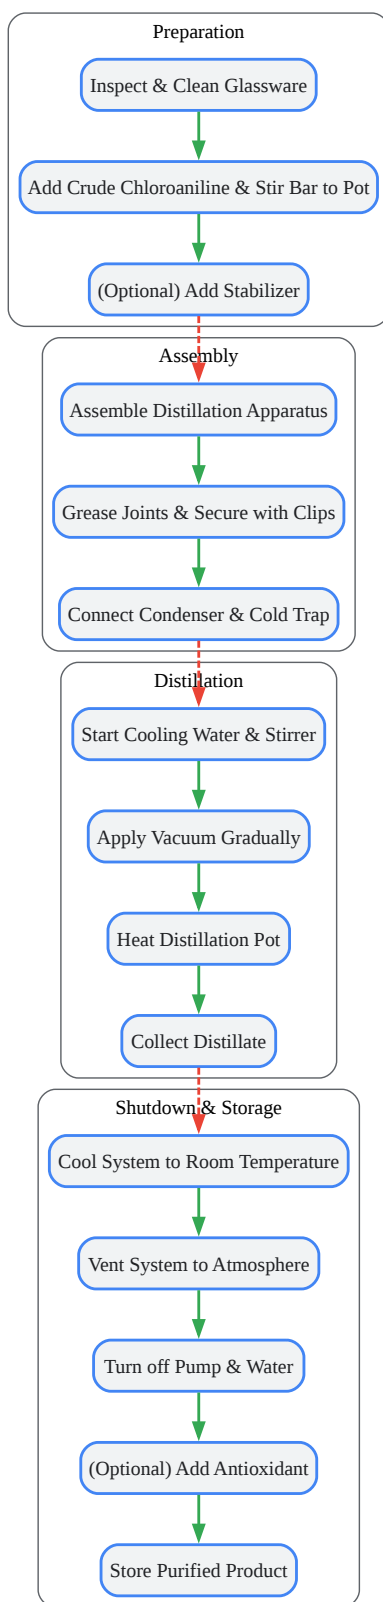 Preparation
Inspect & Clean Glassware
Add Crude Chloroaniline & Stir Bar to Pot
(Optional) Add Stabilizer
Assembly
Assemble Distillation Apparatus
Grease Joints & Secure with Clips
Connect Condenser & Cold Trap
Distillation
Start Cooling Water & Stirrer
Apply Vacuum Gradually
Heat Distillation Pot
Collect Distillate
Shutdown & Storage
Cool System to Room Temperature
Vent System to Atmosphere
Turn off Pump & Water
(Optional) Add Antioxidant
Store Purified Product